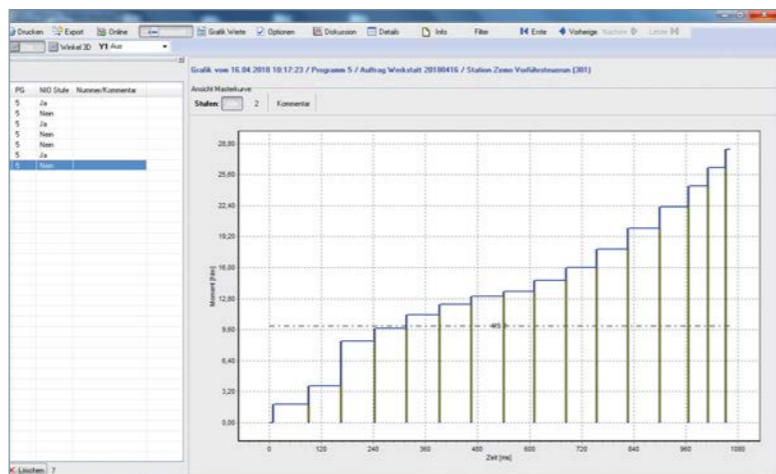 Drucken Export Online Grafik Werte Optionen Diskussion Details Info Filter Erste Vorherige Nächste Letzte
Winkel 3D Y1 Aus
Grafik vom 16.04.2018 10:17:23 / Programm 5 / Auftrag Werkstatt 20180416 / Station Zemo Vorführsteuerun (301)
PG NIO Stufe Nummer/Kommentar
5 Ja
5 Nein
5 Ja
5 Nein
5 Nein
5 Ja
5 Nein
Ansicht Masterkurve
Stufen: 2 Kommentar
28,80
25,60
22,40
19,20
16,00
12,80
9,60
6,40
3,20
0,00
Moment [Nm]
0 120 240 360 480 600 720 840 960 1080
Zeit [ms]
Löschen 7